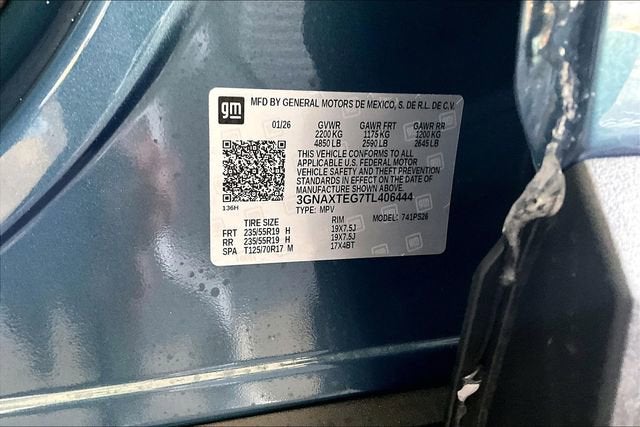 gm MFD BY GENERAL MOTORS DE MEXICO, S. DE R.L. DE C.V.
01/26 GVWR GAWR FRT GAWR RR
2200 KG 1175 KG 1200 KG
4850 LB 2590 LB 2645 LB
THIS VEHICLE CONFORMS TO ALL
APPLICABLE U.S. FEDERAL MOTOR
VEHICLE SAFETY AND THEFT PREVENTION
STANDARDS IN EFFECT ON THE DATE OF
MANUFACTURE SHOWN ABOVE.
3GNAXTEG7TL406444
136H
TYPE: MPV MODEL: 741PS26
TIRE SIZE RIM
FRT 235/55R19 H 19X7.5J
RR 235/55R19 H 19X7.5J
SPA T125/70R17 M 17X4BT